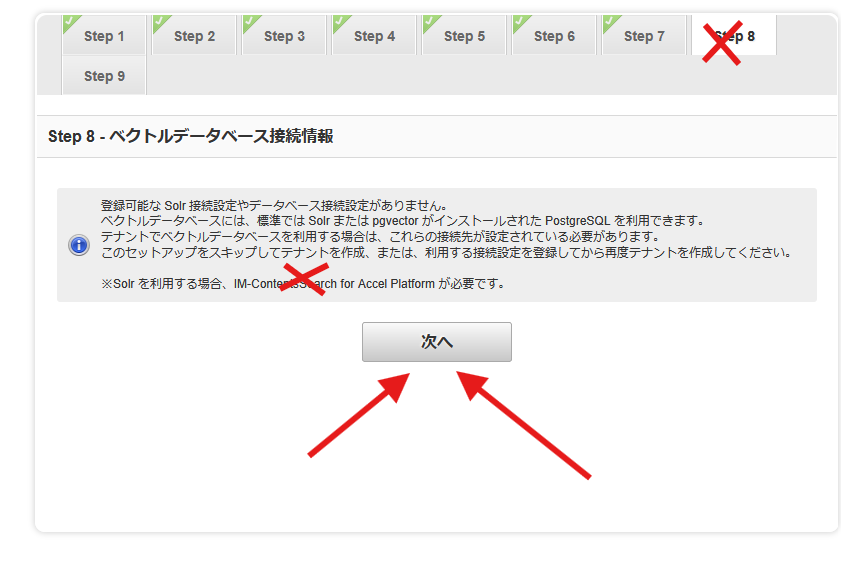 Step 1
Step 2
Step 3
Step 4
Step 5
Step 6
Step 7
Step 8
Step 9
Step 8 - ベクトルデータベース接続情報
登録可能な Solr 接続設定やデータベース接続設定がありません。
ベクトルデータベースには、標準では Solr または pgvector がインストールされた PostgreSQL を利用できます。
テナントでベクトルデータベースを利用する場合は、これらの接続先が設定されている必要があります。
このセットアップをスキップしてテナントを作成、または、利用する接続設定を登録してから再度テナントを作成してください。
※Solr を利用する場合、IM-ContentsSearch for Accel Platform が必要です。
次へ